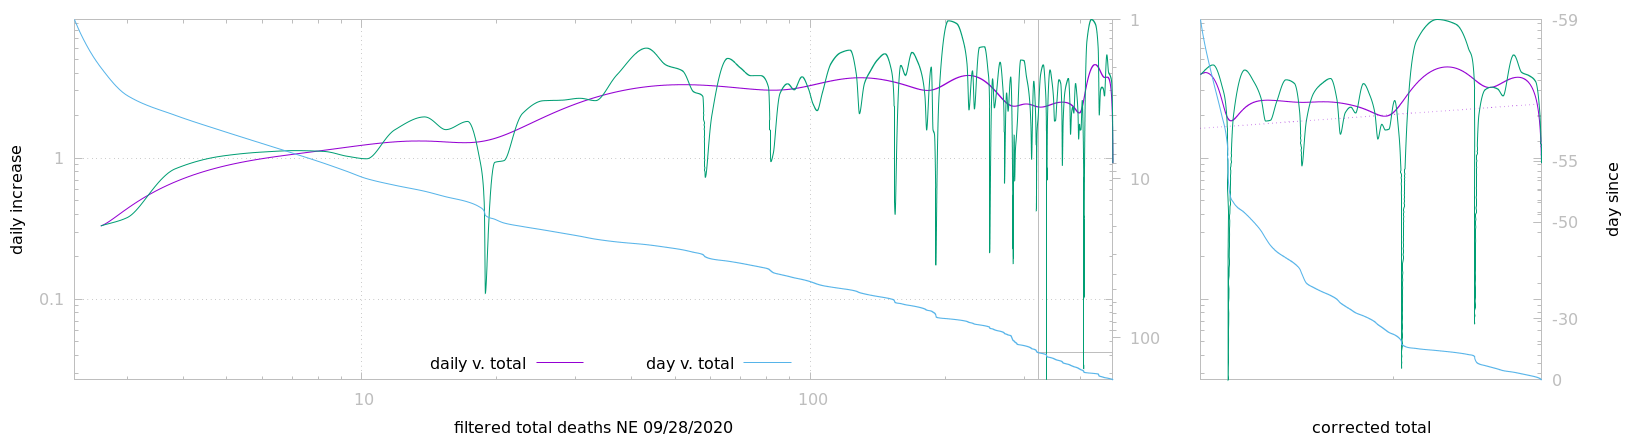 daily increase
1
0.1
10
100
1
10
100
daily v. total
day v. total
filtered total deaths NE 09/28/2020
-59
-55
-50
-30
0
day since
corrected total